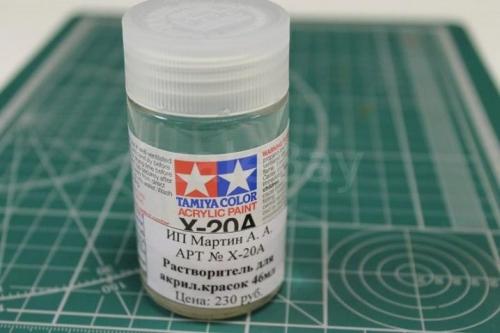 TAMIYA COLOR
ACRYLIC PAINT
X-20A
ИП Мартин А. А.
АРТ № X-20A
Растворитель для
акрил.красок 46мл
Цена: 230 руб.